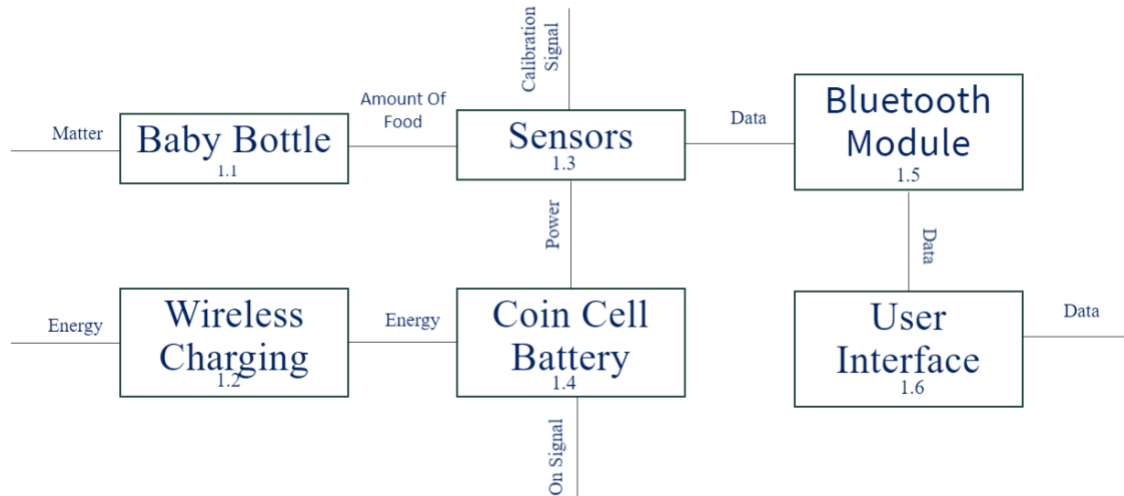 Calibration
Signal
Matter
Baby Bottle
1.1
Amount Of
Food
Sensors
1.3
Data
Bluetooth
Module
1.5
Power
Data
Energy
Wireless
Charging
1.2
Energy
Coin Cell
Battery
1.4
User
Interface
1.6
Data
On Signal